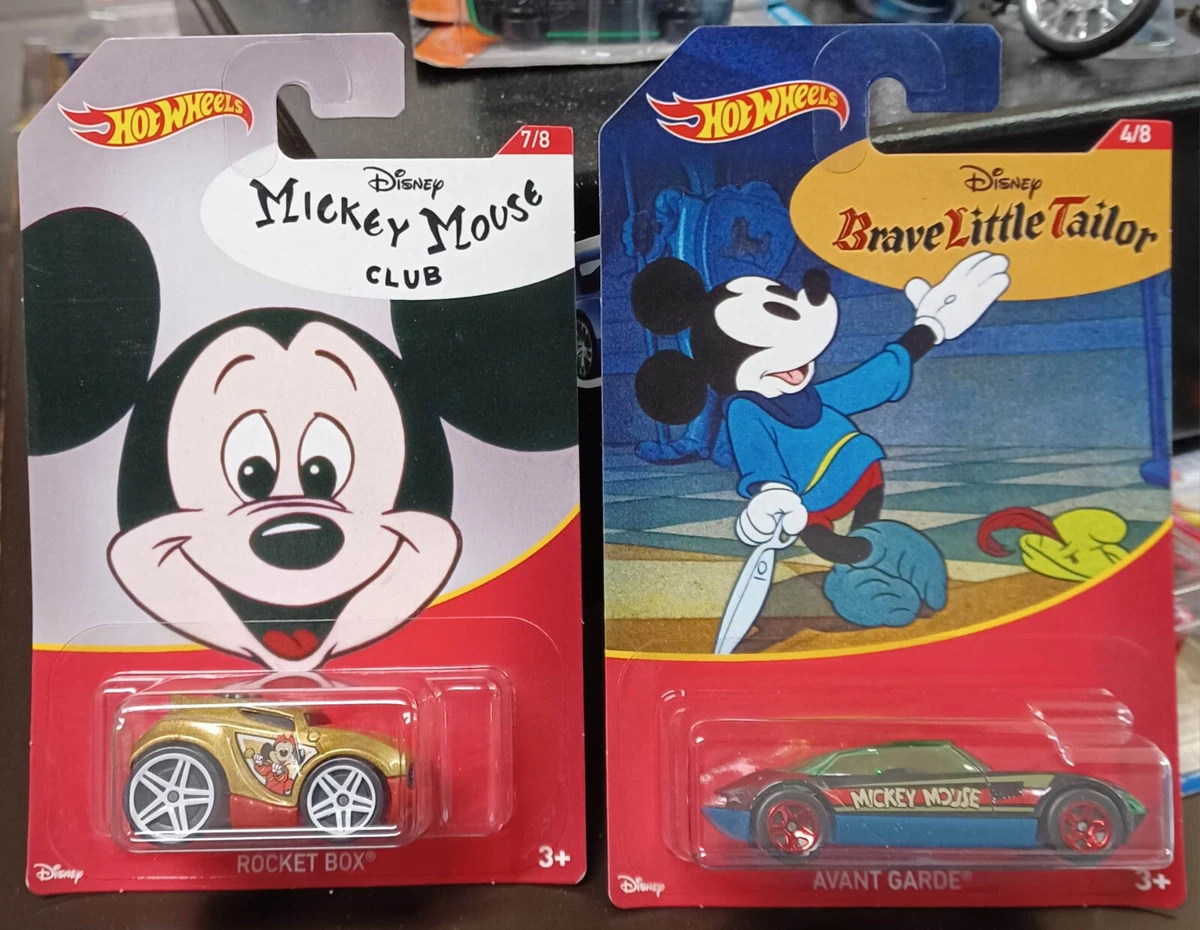 HOT WHEELS
7/8
DISNEY
MICKEY MOUSE
CLUB
ROCKET BOX®
DISNEY
3+
HOT WHEELS
4/8
DISNEY
Brave Little Tailor
MICKEY MOUSE
AVANT GARDE®
DISNEY
3+